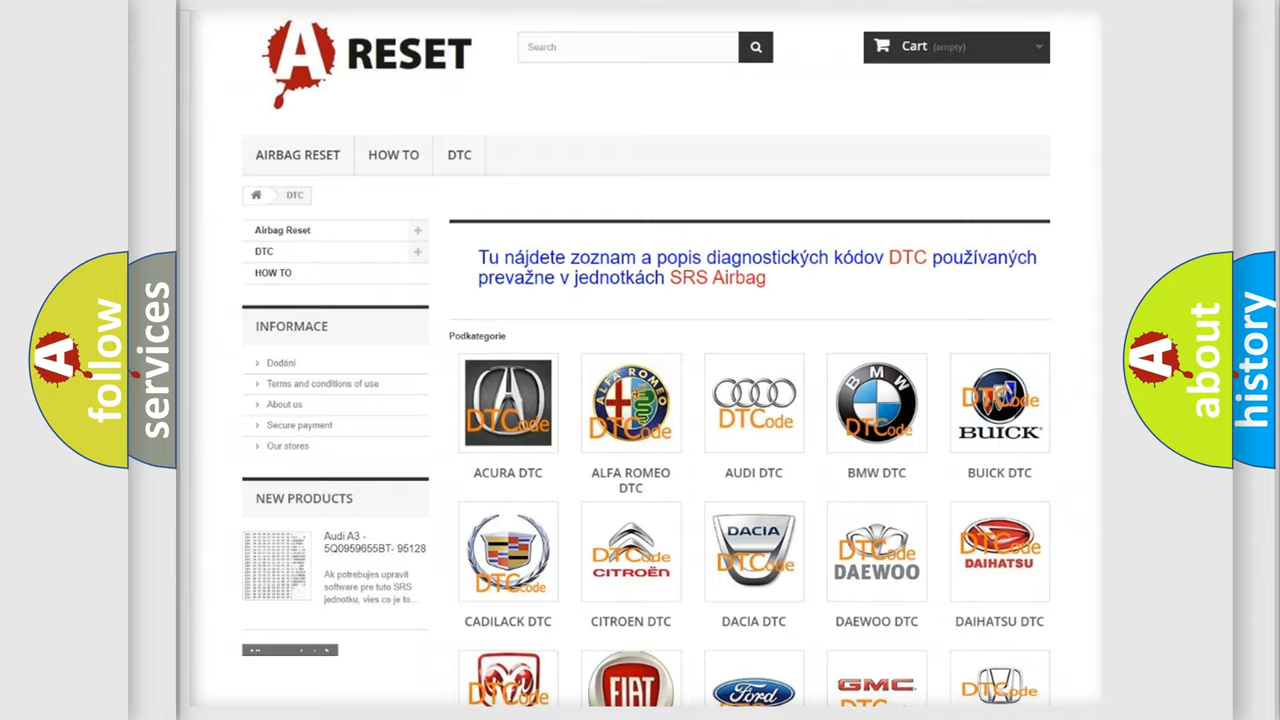 A RESET
Search
Cart (empty)
AIRBAG RESET
HOW TO
DTC
DTC
Airbag Reset
DTC
HOW TO
INFORMACE
Dodání
Terms and conditions of use
About us
Secure payment
Our stores
NEW PRODUCTS
Audi A3 -
5Q0959655BT- 95128
Ak potrebujes upravit
software pre tuto SRS
jednotku, vies co je to...
Tu nájdete zoznam a popis diagnostických kódov DTC používaných
prevažne v jednotkách SRS Airbag
Podkategorie
DTCode
ALFA ROMEO
DTCode
DTCode
BMW
DTCode
DTCode
BUICK
ACURA DTC
ALFA ROMEO
DTC
AUDI DTC
BMW DTC
BUICK DTC
DTCode
DTCode
CITROËN
DACIA
DTCode
DTCode
DAEWOO
DTCode
DAIHATSU
CADILACK DTC
CITROEN DTC
DACIA DTC
DAEWOO DTC
DAIHATSU DTC
DTCode
FIAT
Ford
GMC
DTCode
A
follow
services
A
about
history